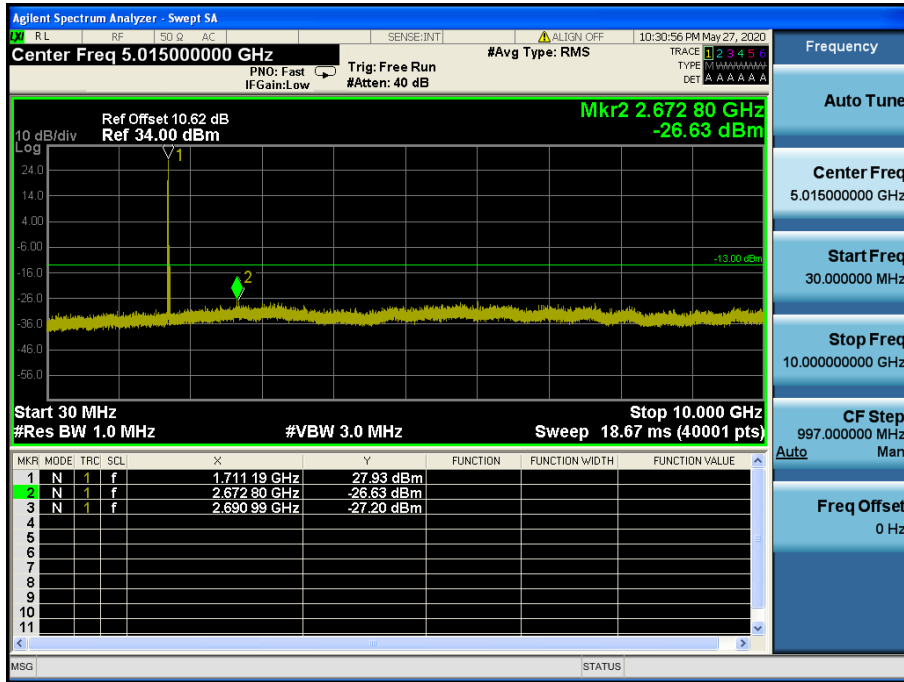 Agilent Spectrum Analyzer - Swept SA
LXI RL RF 50 Ω AC SENSE:INT ALIGN OFF 10:30:56 PM May 27, 2020
Center Freq 5.015000000 GHz
PNO: Fast
IFGain:Low
Trig: Free Run
#Atten: 40 dB
#Avg Type: RMS
TRACE 1 2 3 4 5 6
TYPE M WWWWW
DET A A A A A A
Ref Offset 10.62 dB
10 dB/div Ref 34.00 dBm
Log
Mkr2 2.672 80 GHz
-26.63 dBm
1
24.0
14.0
4.00
-6.00
-13.00 dBm
-16.0
2
-26.0
-36.0
-46.0
-56.0
Start 30 MHz Stop 10.000 GHz
#Res BW 1.0 MHz #VBW 3.0 MHz Sweep 18.67 ms (40001 pts)
MKR MODE TRC SCL X Y FUNCTION FUNCTION WIDTH FUNCTION VALUE
1 N 1 f 1.711 19 GHz 27.93 dBm
2 N 1 f 2.672 80 GHz -26.63 dBm
3 N 1 f 2.690 99 GHz -27.20 dBm
4
5
6
7
8
9
10
11
MSG STATUS
Frequency
Auto Tune
Center Freq
5.015000000 GHz
Start Freq
30.000000 MHz
Stop Freq
10.000000000 GHz
CF Step
997.000000 MHz
Auto Man
Freq Offset
0 Hz